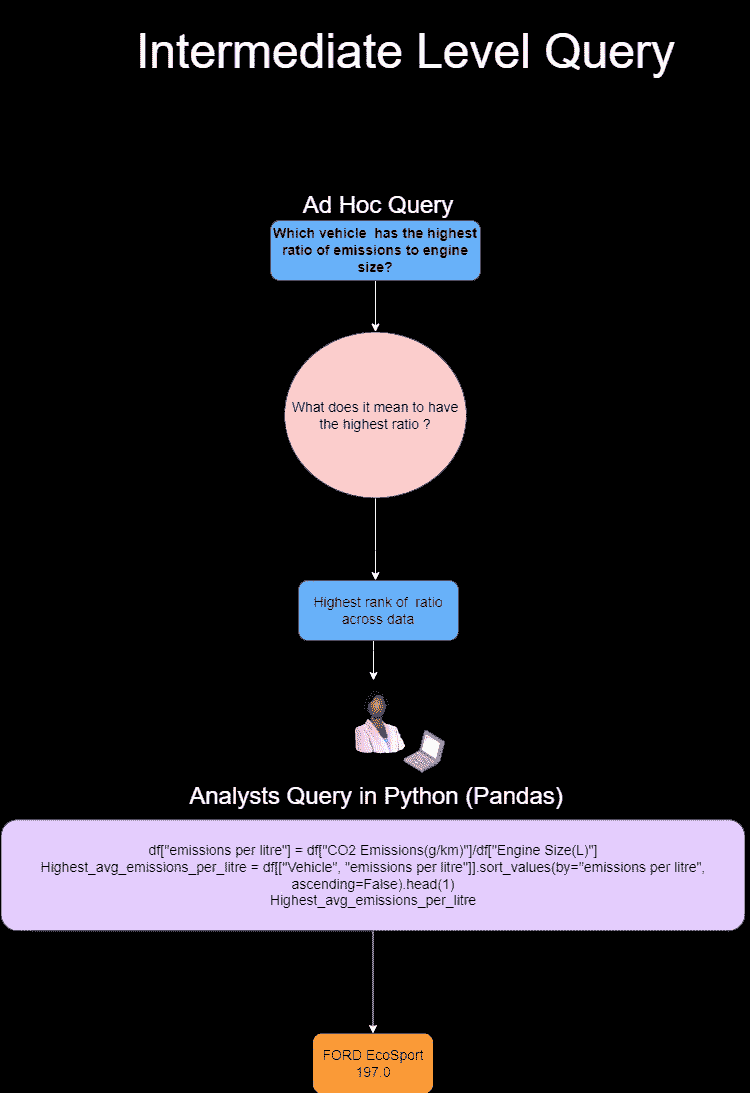 Intermediate Level Query
Ad Hoc Query
Which vehicle has the highest
ratio of emissions to engine
size?
What does it mean to have
the highest ratio ?
Highest rank of ratio
across data
Analysts Query in Python (Pandas)
df["emissions per litre"] = df["CO2 Emissions(g/km)"]/df["Engine Size(L)"]
Highest_avg_emissions_per_litre = df[["Vehicle", "emissions per litre"]].sort_values(by="emissions per litre",
ascending=False).head(1)
Highest_avg_emissions_per_litre
FORD EcoSport
197.0